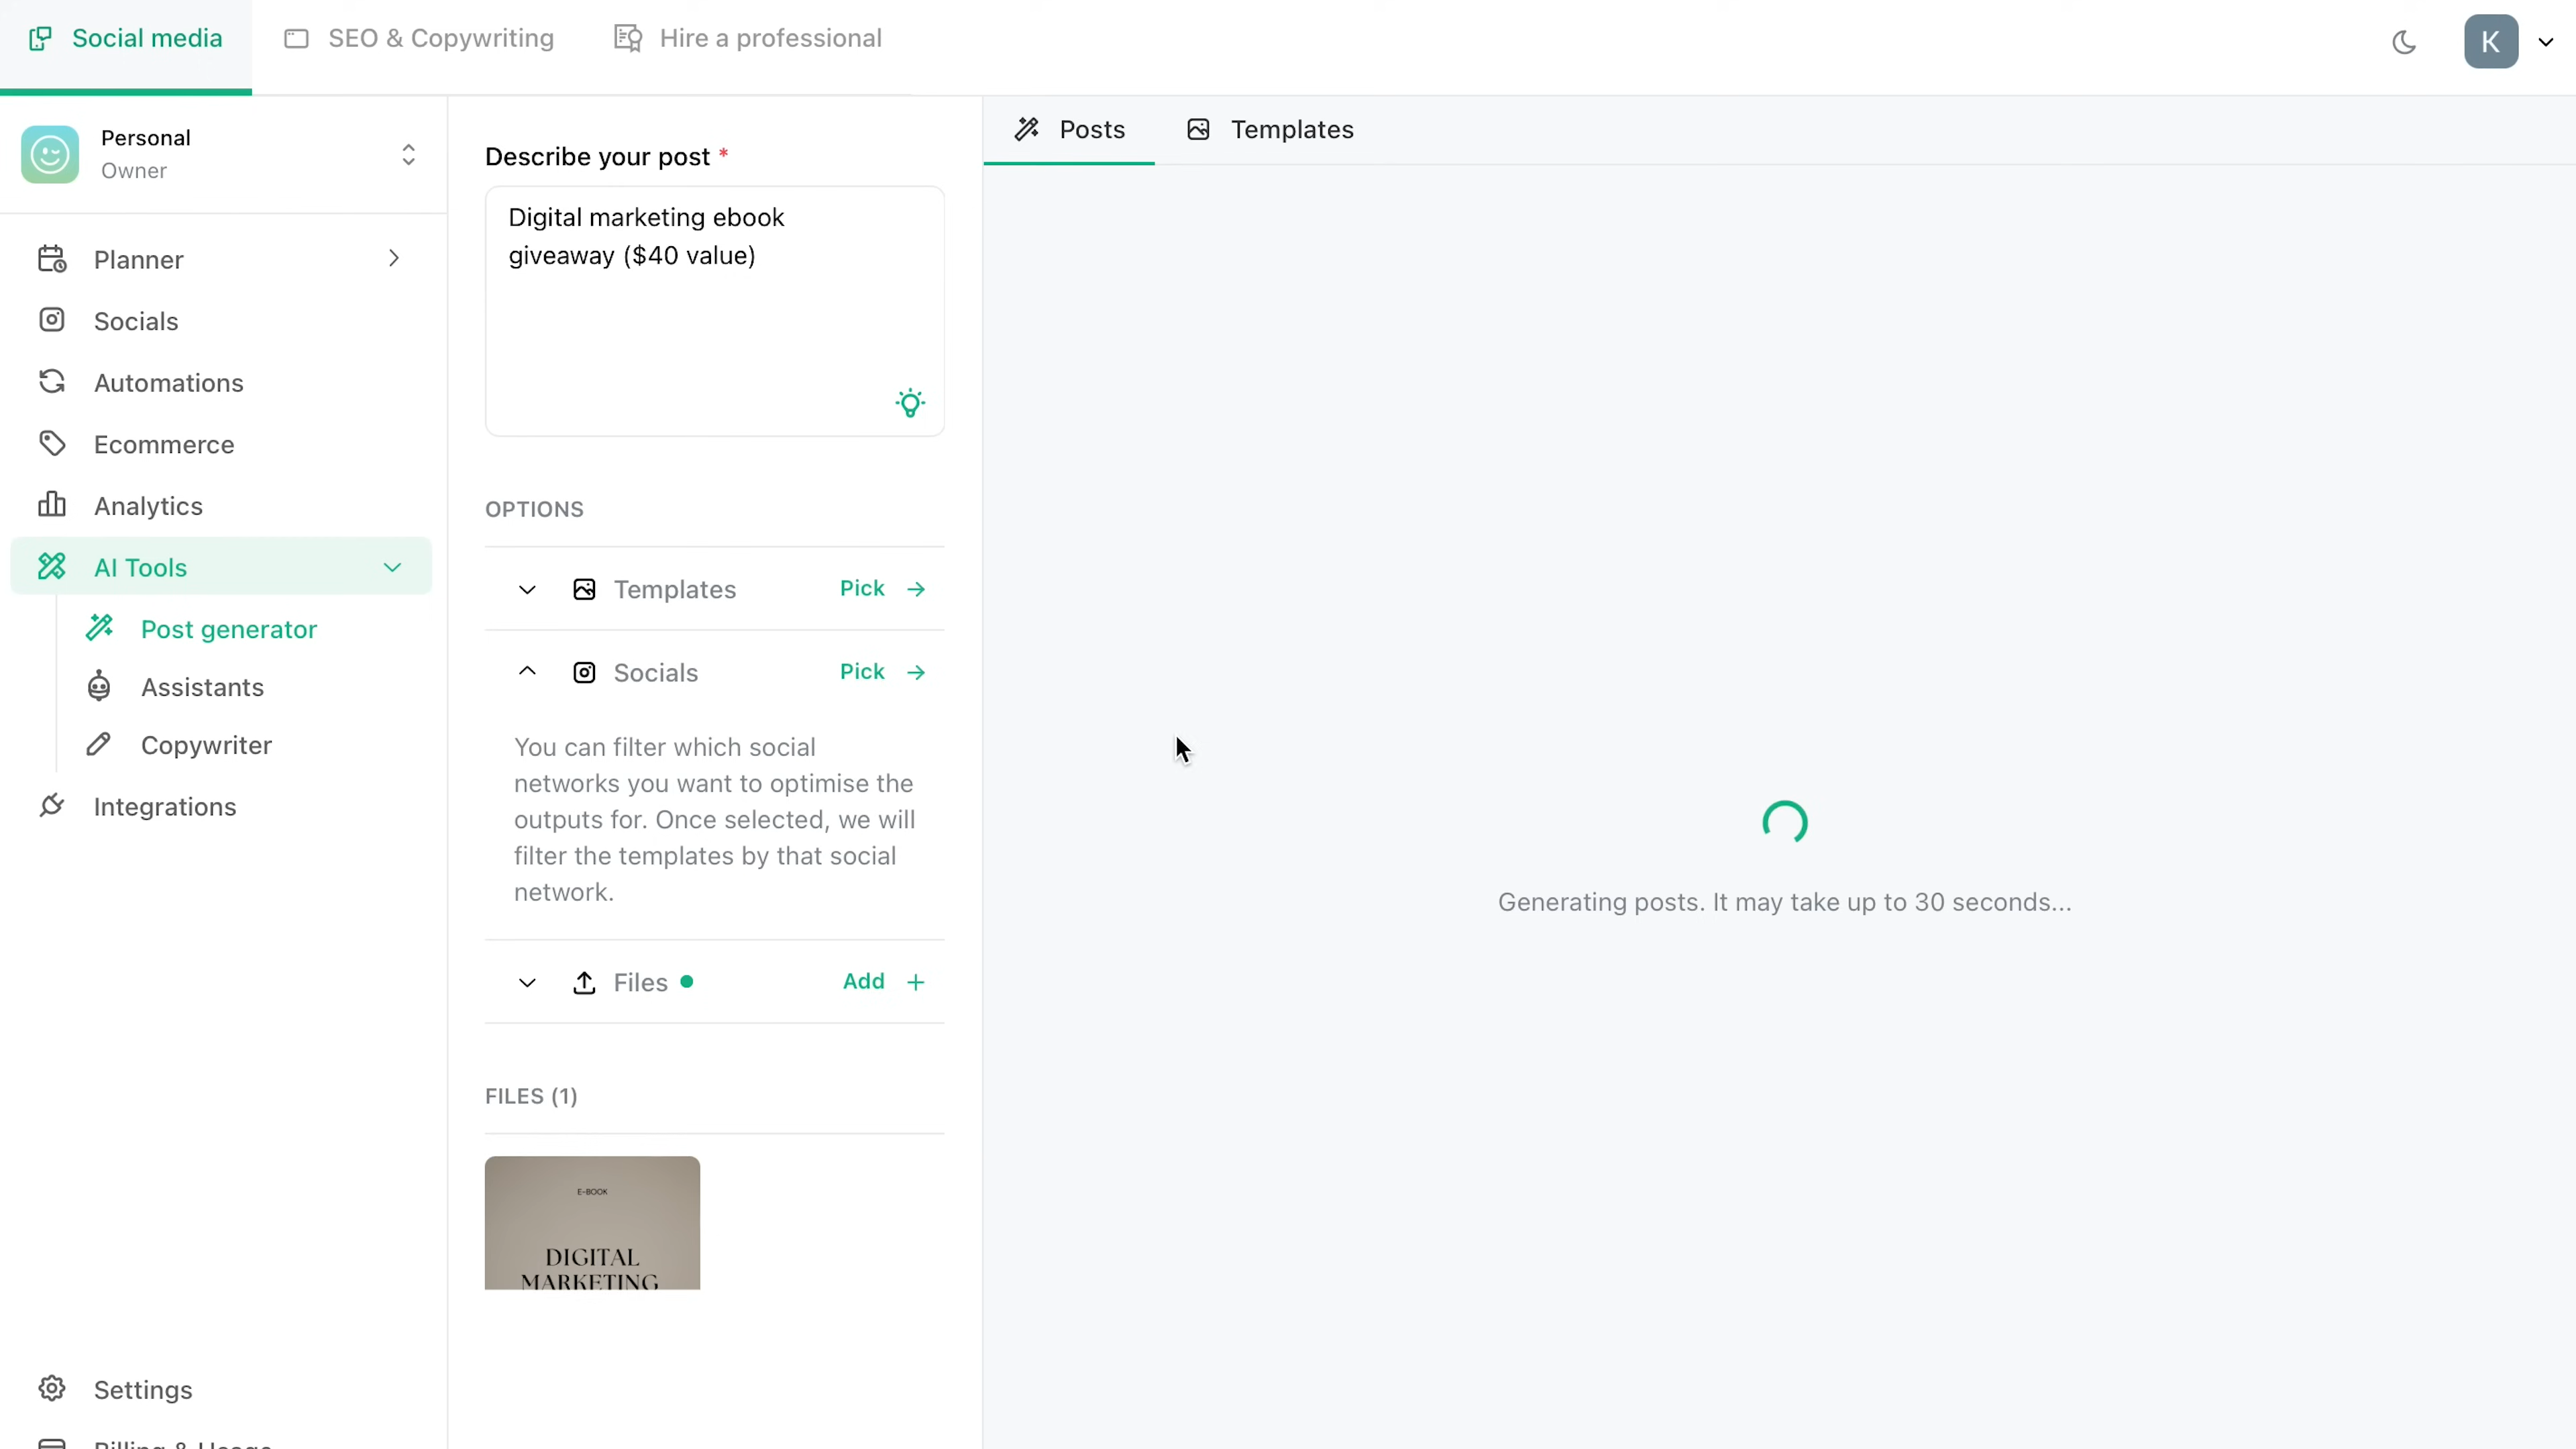 Social media
SEO & Copywriting
Hire a professional
K
Personal
Owner
Planner
Socials
Automations
Ecommerce
Analytics
AI Tools
Post generator
Assistants
Copywriter
Integrations
Settings
Billing & Usage
Describe your post *
Digital marketing ebook
giveaway ($40 value)
OPTIONS
Templates Pick
Socials Pick
You can filter which social
networks you want to optimise the
outputs for. Once selected, we will
filter the templates by that social
network.
Files Add
FILES (1)
E-BOOK
DIGITAL
MARKETING
Posts
Templates
Generating posts. It may take up to 30 seconds...